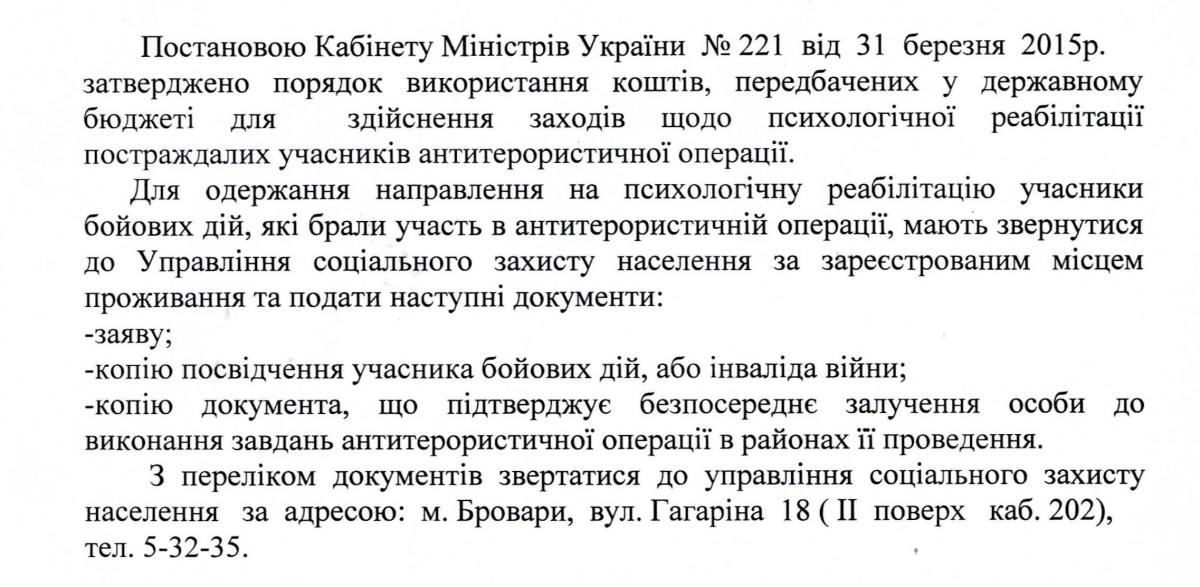 Постановою Кабінету Міністрів України № 221 від 31 березня 2015р.
затверджено порядок використання коштів, передбачених у державному
бюджеті для здійснення заходів щодо психологічної реабілітації
постраждалих учасників антитерористичної операції.
Для одержання направлення на психологічну реабілітацію учасники
бойових дій, які брали участь в антитерористичній операції, мають звернутися
до Управління соціального захисту населення за зареєстрованим місцем
проживання та подати наступні документи:
-заяву;
-копію посвідчення учасника бойових дій, або інваліда війни;
-копію документа, що підтверджує безпосереднє залучення особи до
виконання завдань антитерористичної операції в районах її проведення.
З переліком документів звертатися до управління соціального захисту
населення за адресою: м. Бровари, вул. Гагаріна 18 ( ІІ поверх каб. 202),
тел. 5-32-35.